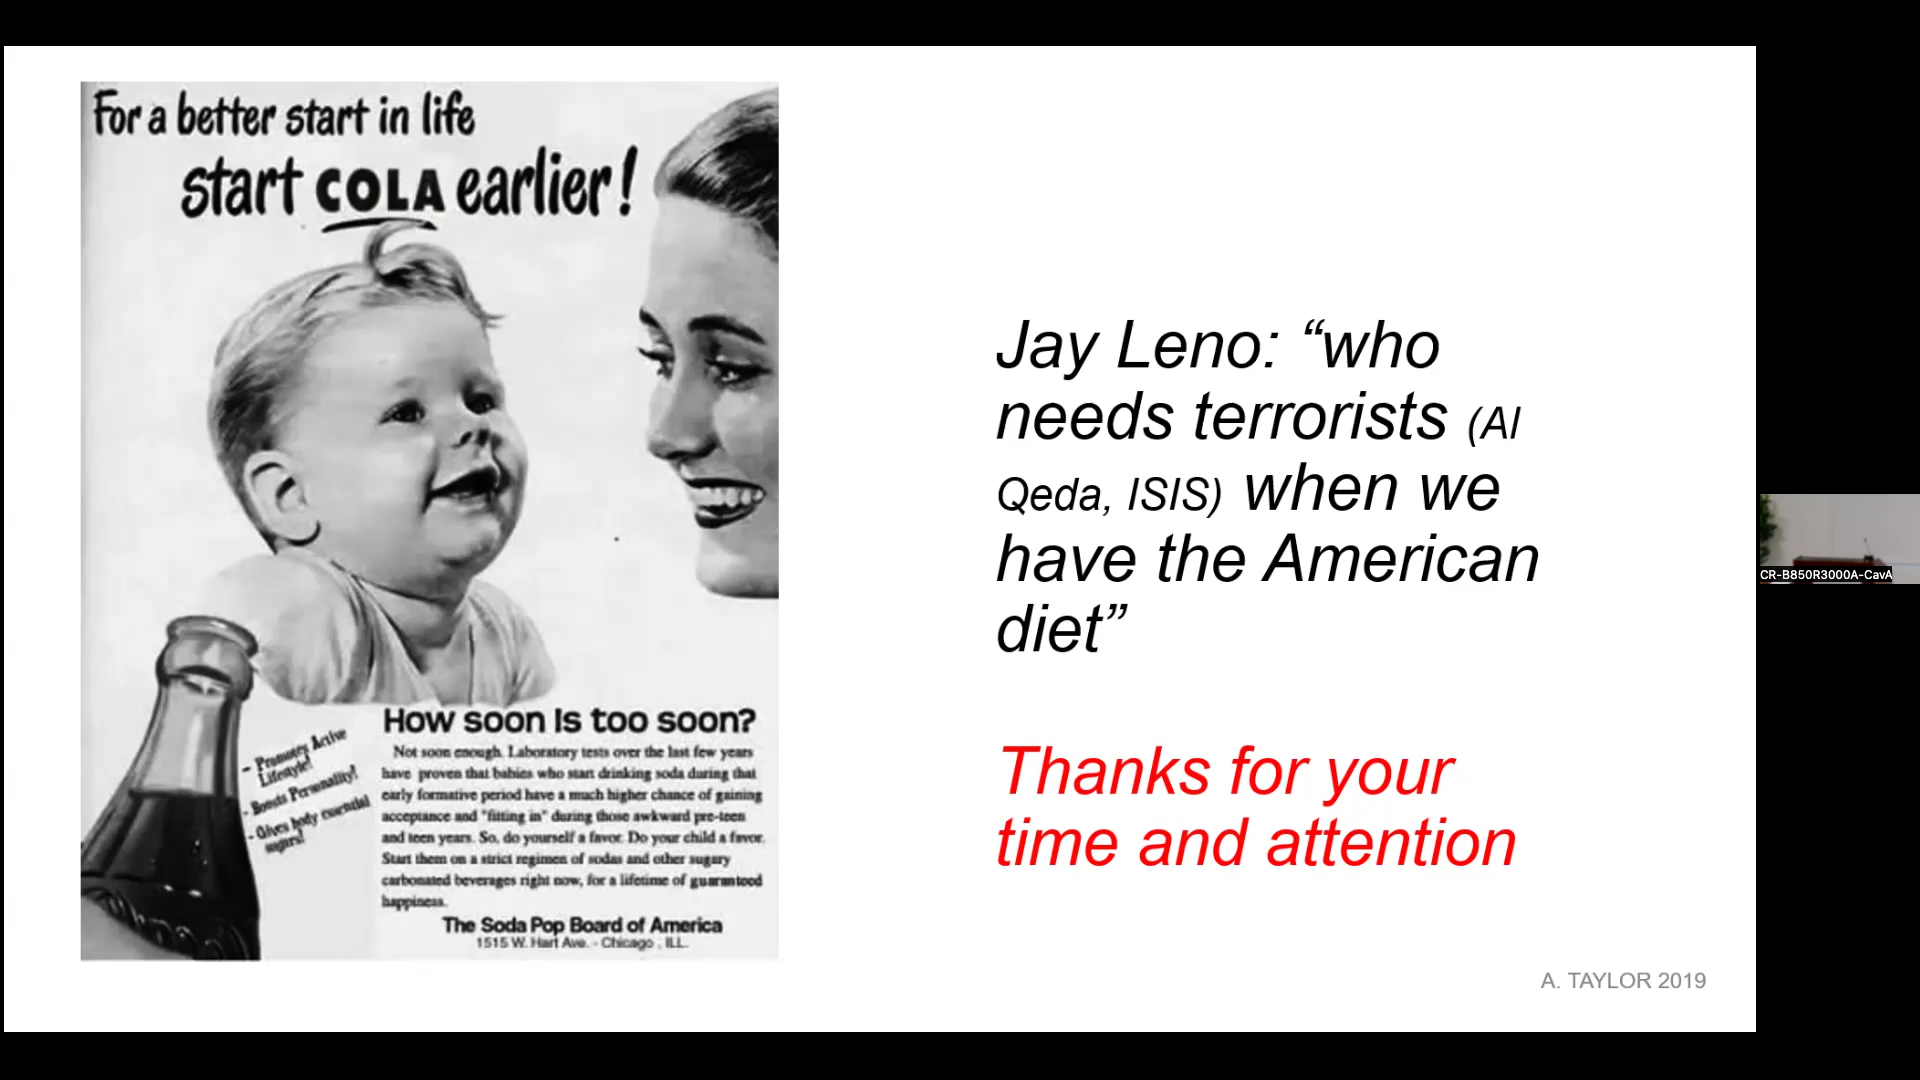 For a better start in life
start COLA earlier!
- Promotes Active
Lifestyle!
- Boosts Personality!
- Gives body essential
sugars!
How soon is too soon?
Not soon enough. Laboratory tests over the last few years
have proven that babies who start drinking soda during that
early formative period have a much higher chance of gaining
acceptance and "fitting in" during those awkward pre-teen
and teen years. So, do yourself a favor. Do your child a favor.
Start them on a strict regimen of sodas and other sugary
carbonated beverages right now, for a lifetime of guaranteed
happiness.
The Soda Pop Board of America
1515 W. Hart Ave. - Chicago , ILL.
Jay Leno: “who
needs terrorists (Al
Qeda, ISIS) when we
have the American
diet”
Thanks for your
time and attention
A. TAYLOR 2019
CR-B850R3000A-CavA